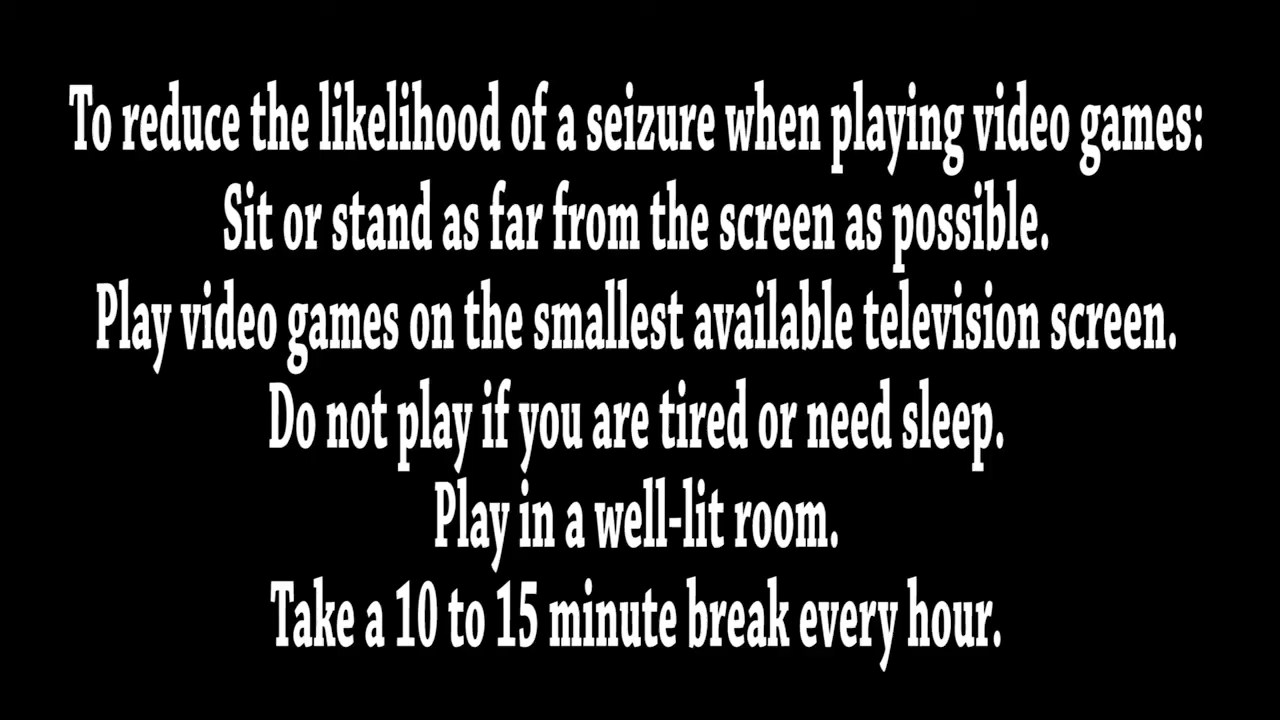 To reduce the likelihood of a seizure when playing video games:
Sit or stand as far from the screen as possible.
Play video games on the smallest available television screen.
Do not play if you are tired or need sleep.
Play in a well-lit room.
Take a 10 to 15 minute break every hour.